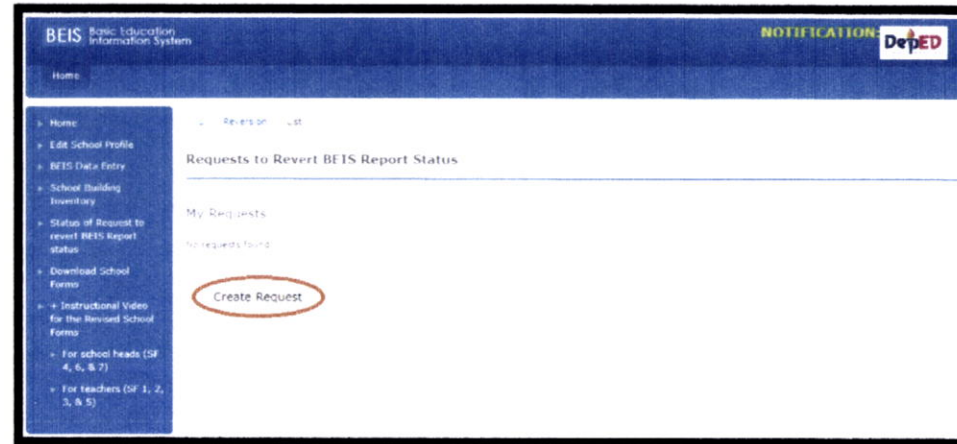 BEIS Basic Education
Information System
NOTIFICATION:
DepED
Home
» Home
» Edit School Profile
» BEIS Data Entry
» School Building
Inventory
» Status of Request to
revert BEIS Report
status
» Download School
Forms
» + Instructional Video
for the Revised School
Forms
» For school heads (SF
4, 6, & 7)
» For teachers (SF 1, 2,
3, & 5)
Reversion
Requests to Revert BEIS Report Status
My Requests
No requests found
Create Request